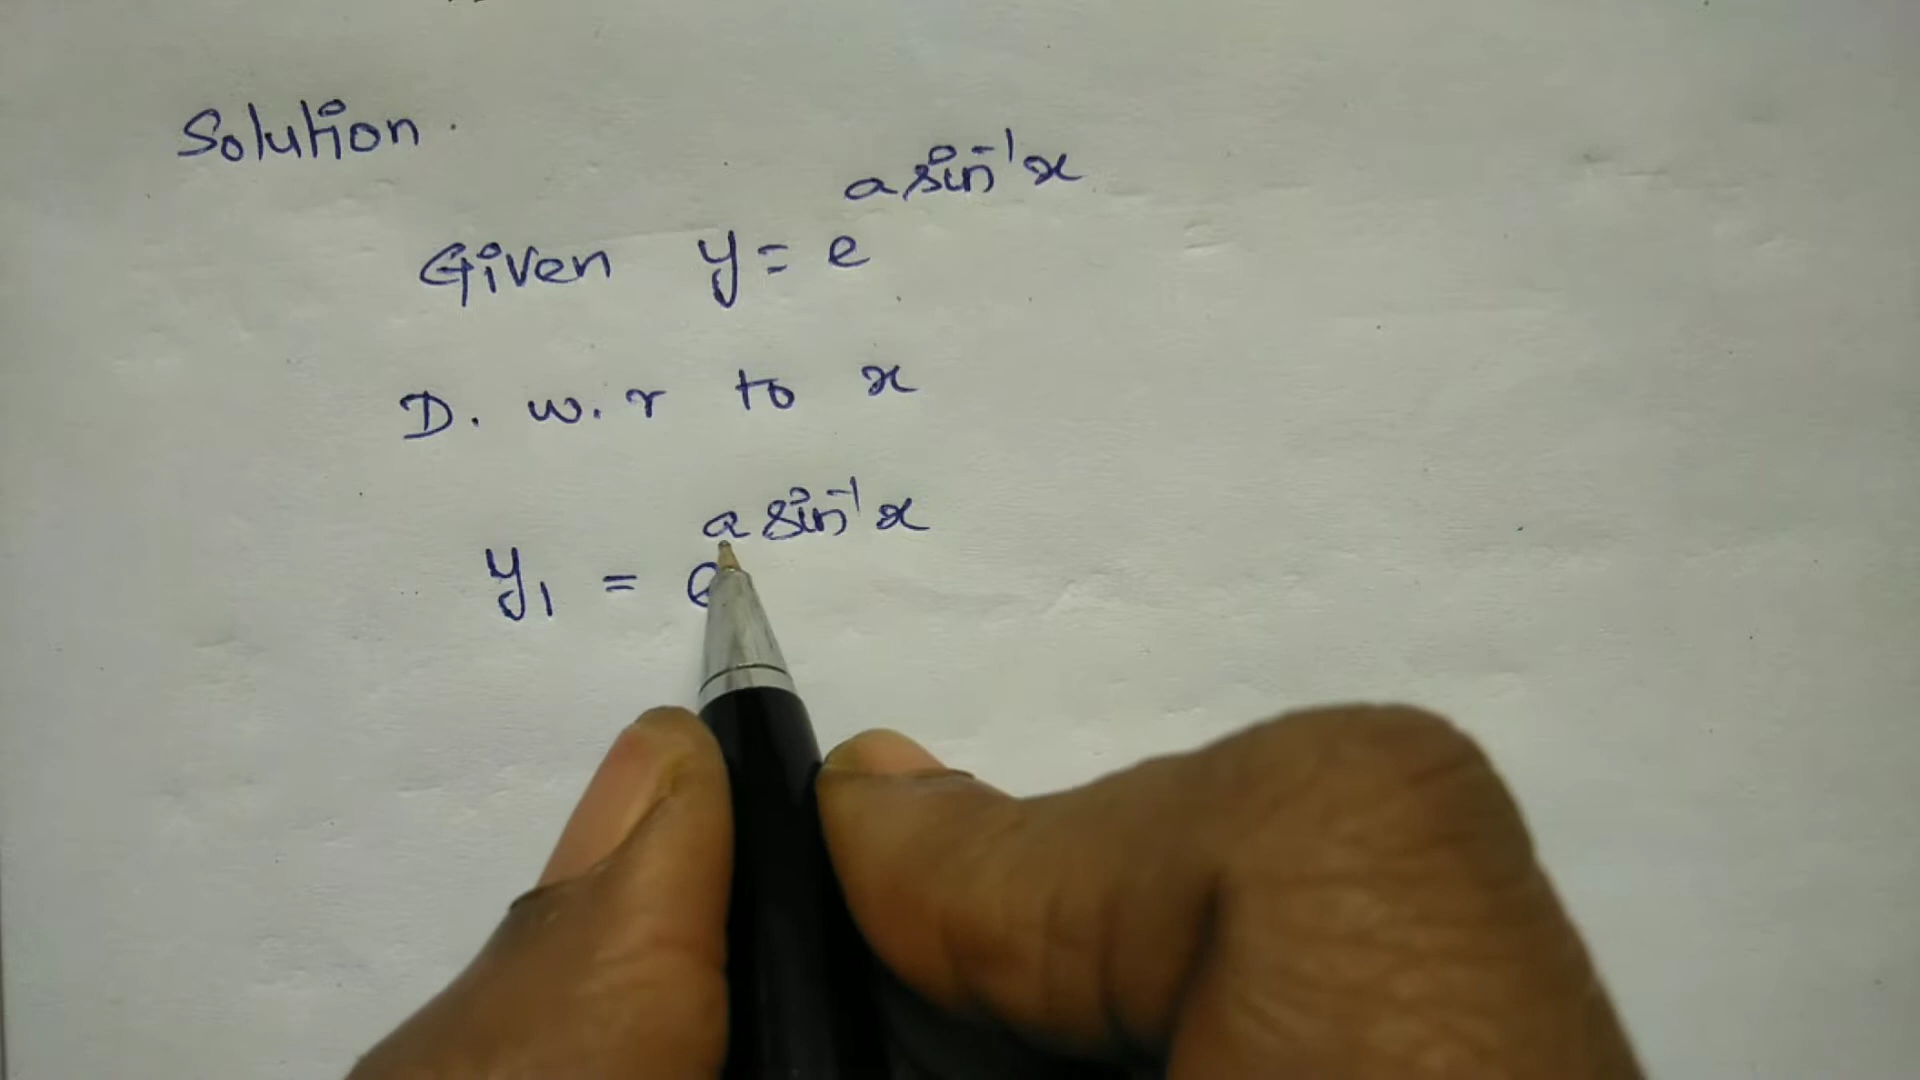 Solution.
Given y = e^{a sin⁻¹x}
D. w. r to x
y₁ = e^{a sin⁻¹x}